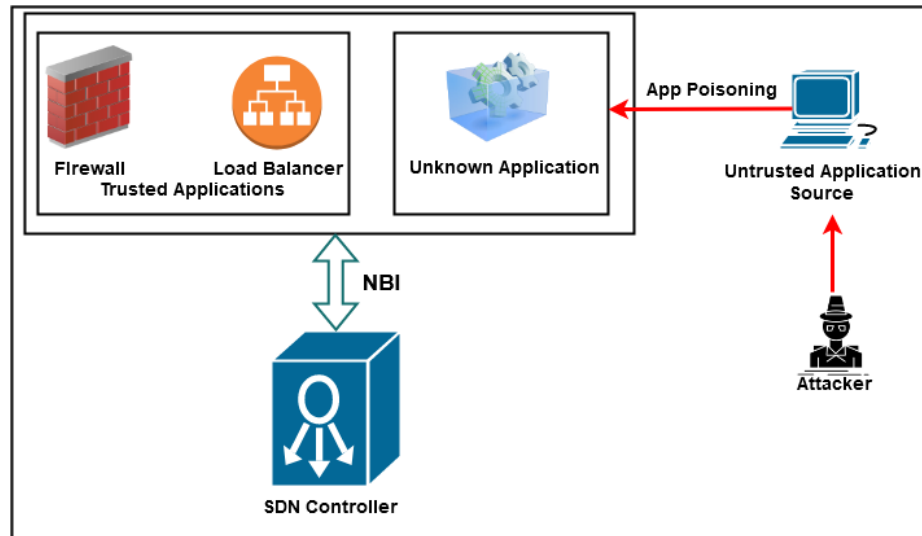 App Poisoning
Firewall
Load Balancer
Trusted Applications
Unknown Application
Untrusted Application
Source
NBI
Attacker
SDN Controller